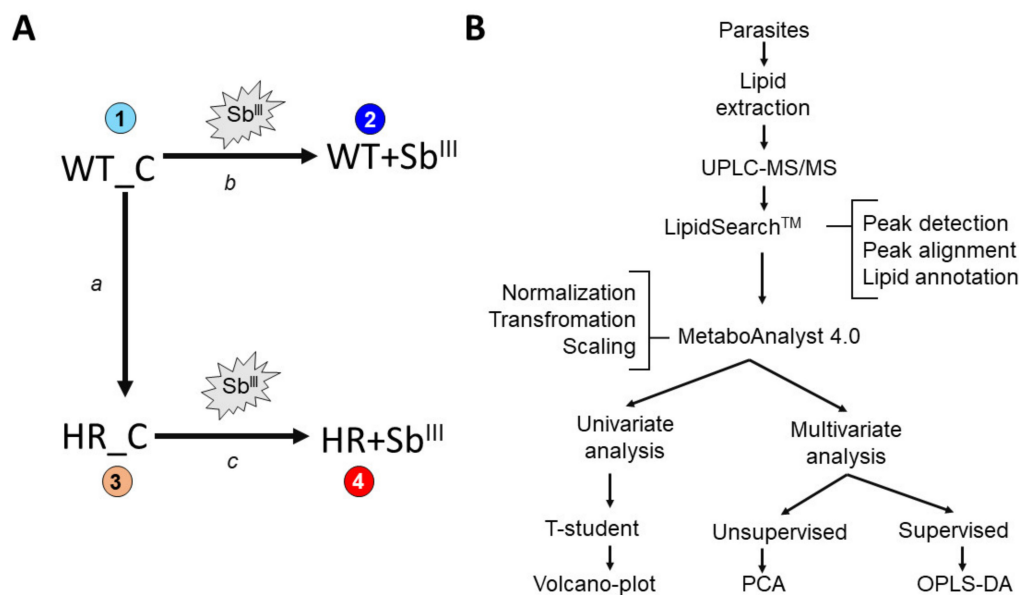 A
1
Sb^III
2
WT_C
b
WT+Sb^III
a
Sb^III
HR_C
c
HR+Sb^III
3
4
B
Parasites
Lipid
extraction
UPLC-MS/MS
LipidSearch™
Peak detection
Peak alignment
Lipid annotation
Normalization
Transfromation
Scaling
MetaboAnalyst 4.0
Univariate
analysis
Multivariate
analysis
T-student
Unsupervised
Supervised
Volcano-plot
PCA
OPLS-DA